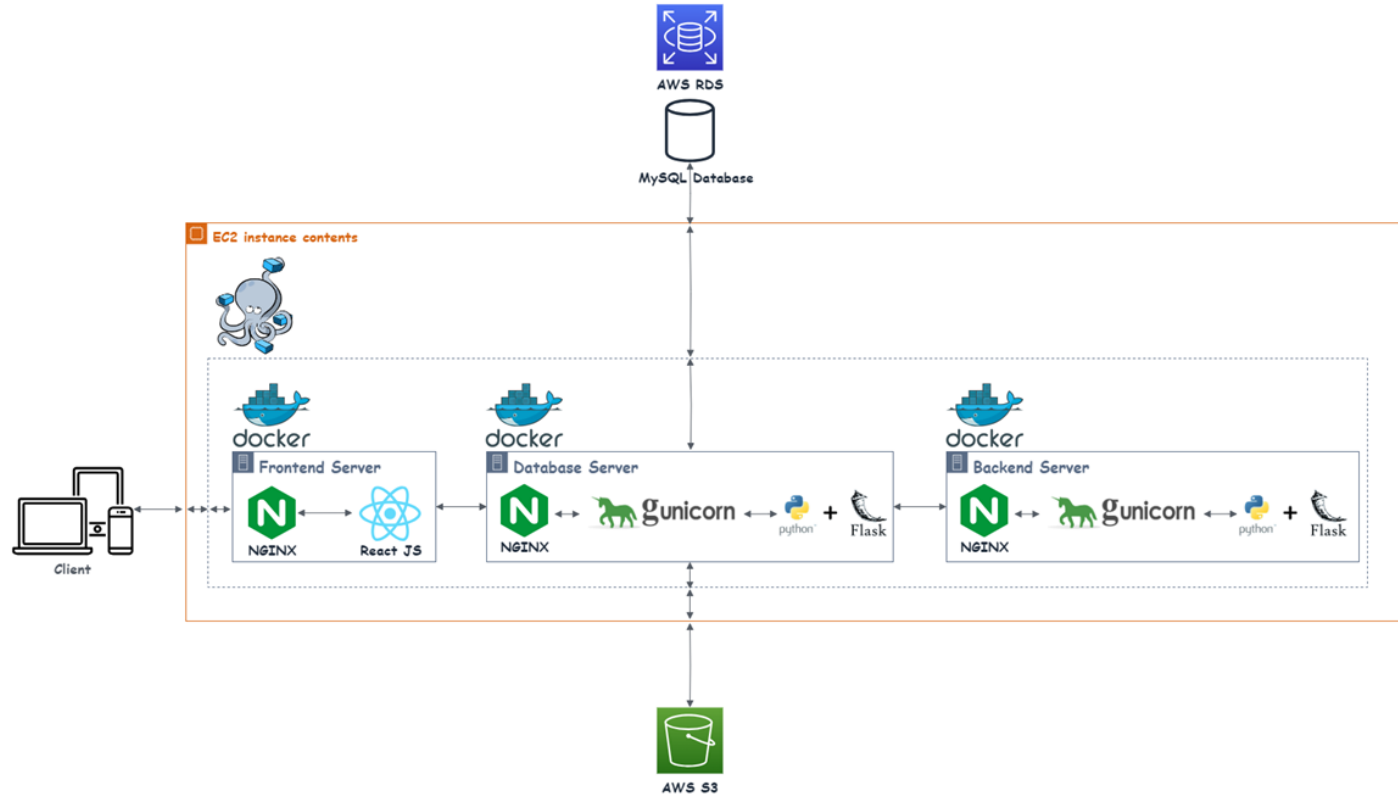 AWS RDS
MySQL Database
EC2 instance contents
docker
docker
docker
Frontend Server
Database Server
Backend Server
NGINX
React JS
NGINX
gunicorn
python
+
Flask
NGINX
gunicorn
python
+
Flask
Client
AWS S3